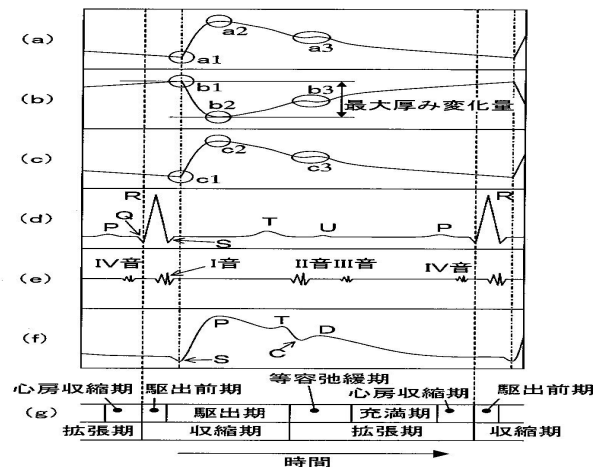 (a) a1 a2 a3
(b) b1 b2 b3 最大厚み変化量
(c) c1 c2 c3
(d) P Q R S T U P R
(e) IV音 I音 II音 III音 IV音
(f) S P T C D
等容弛緩期
心房収縮期 駆出前期 心房収縮期 駆出前期
(g) 駆出期 充満期
拡張期 収縮期 拡張期 収縮期
時間